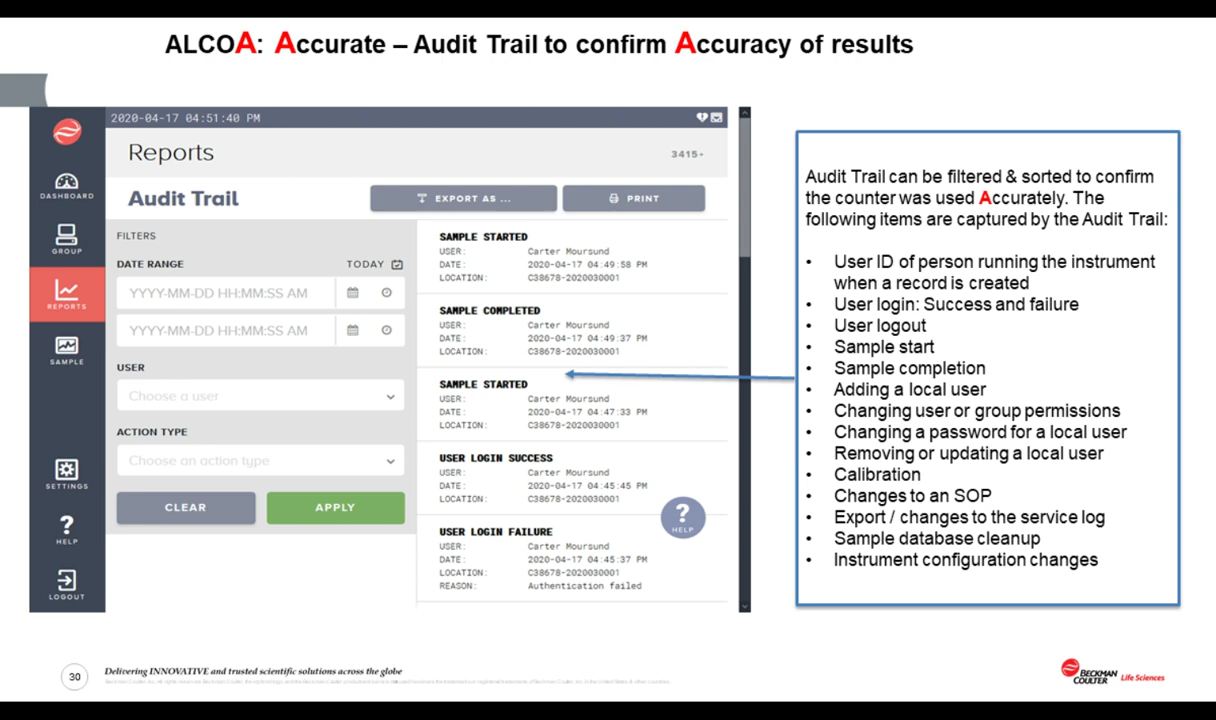 ALCOA: Accurate – Audit Trail to confirm Accuracy of results
2020-04-17 04:51:40 PM
Reports
3415-
Audit Trail
EXPORT AS ...
PRINT
DASHBOARD
GROUP
REPORTS
SAMPLE
SETTINGS
HELP
LOGOUT
FILTERS
DATE RANGE
TODAY
YYYY-MM-DD HH:MM:SS AM
YYYY-MM-DD HH:MM:SS AM
USER
Choose a user
ACTION TYPE
Choose an action type
CLEAR
APPLY
SAMPLE STARTED
USER: Carter Moursund
DATE: 2020-04-17 04:49:58 PM
LOCATION: C38678-2020030001
SAMPLE COMPLETED
USER: Carter Moursund
DATE: 2020-04-17 04:49:37 PM
LOCATION: C38678-2020030001
SAMPLE STARTED
USER: Carter Moursund
DATE: 2020-04-17 04:47:33 PM
LOCATION: C38678-2020030001
USER LOGIN SUCCESS
USER: Carter Moursund
DATE: 2020-04-17 04:45:45 PM
LOCATION: C38678-2020030001
USER LOGIN FAILURE
USER: Carter Moursund
DATE: 2020-04-17 04:45:37 PM
LOCATION: C38678-2020030001
REASON: Authentication failed
?
HELP
Audit Trail can be filtered & sorted to confirm
the counter was used Accurately. The
following items are captured by the Audit Trail:
• User ID of person running the instrument
when a record is created
• User login: Success and failure
• User logout
• Sample start
• Sample completion
• Adding a local user
• Changing user or group permissions
• Changing a password for a local user
• Removing or updating a local user
• Calibration
• Changes to an SOP
• Export / changes to the service log
• Sample database cleanup
• Instrument configuration changes
30
Delivering INNOVATIVE and trusted scientific solutions across the globe
BECKMAN
COULTER Life Sciences